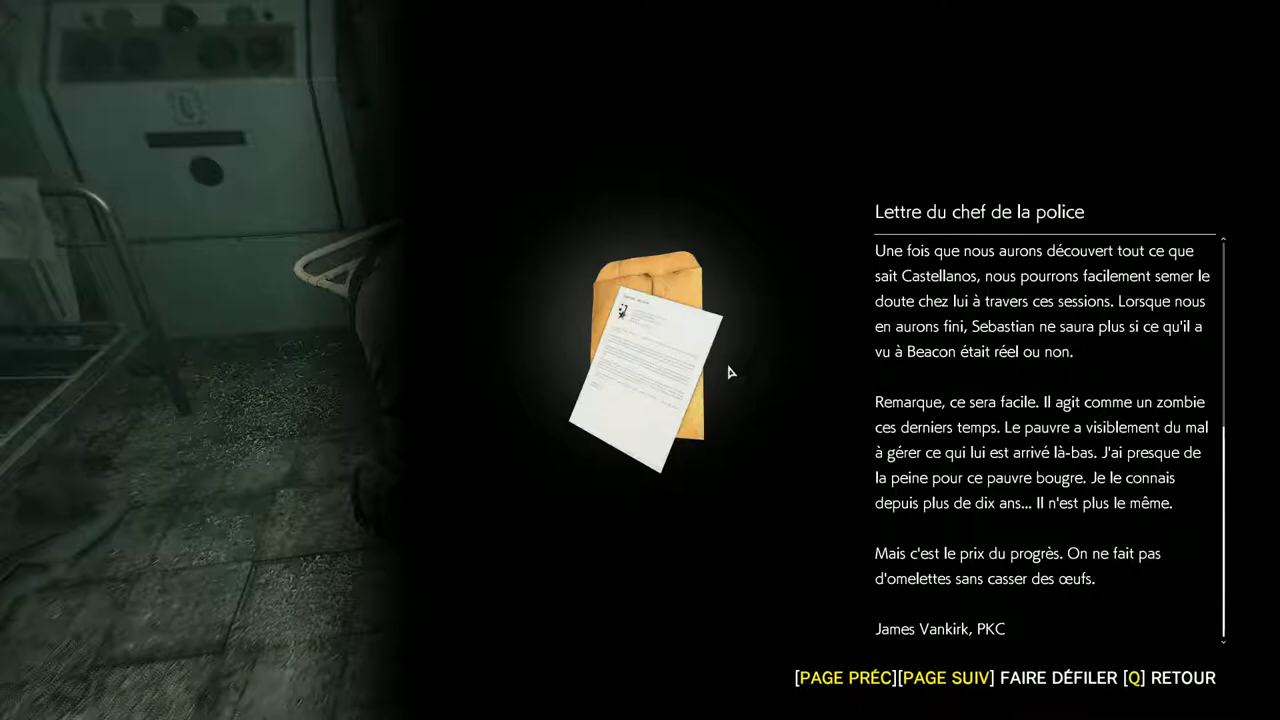 Lettre du chef de la police
Une fois que nous aurons découvert tout ce que
sait Castellanos, nous pourrons facilement semer le
doute chez lui à travers ces sessions. Lorsque nous
en aurons fini, Sebastian ne saura plus si ce qu'il a
vu à Beacon était réel ou non.
Remarque, ce sera facile. Il agit comme un zombie
ces derniers temps. Le pauvre a visiblement du mal
à gérer ce qui lui est arrivé là-bas. J'ai presque de
la peine pour ce pauvre bougre. Je le connais
depuis plus de dix ans... Il n'est plus le même.
Mais c'est le prix du progrès. On ne fait pas
d'omelettes sans casser des œufs.
James Vankirk, PKC
[PAGE PRÉC][PAGE SUIV] FAIRE DÉFILER [Q] RETOUR